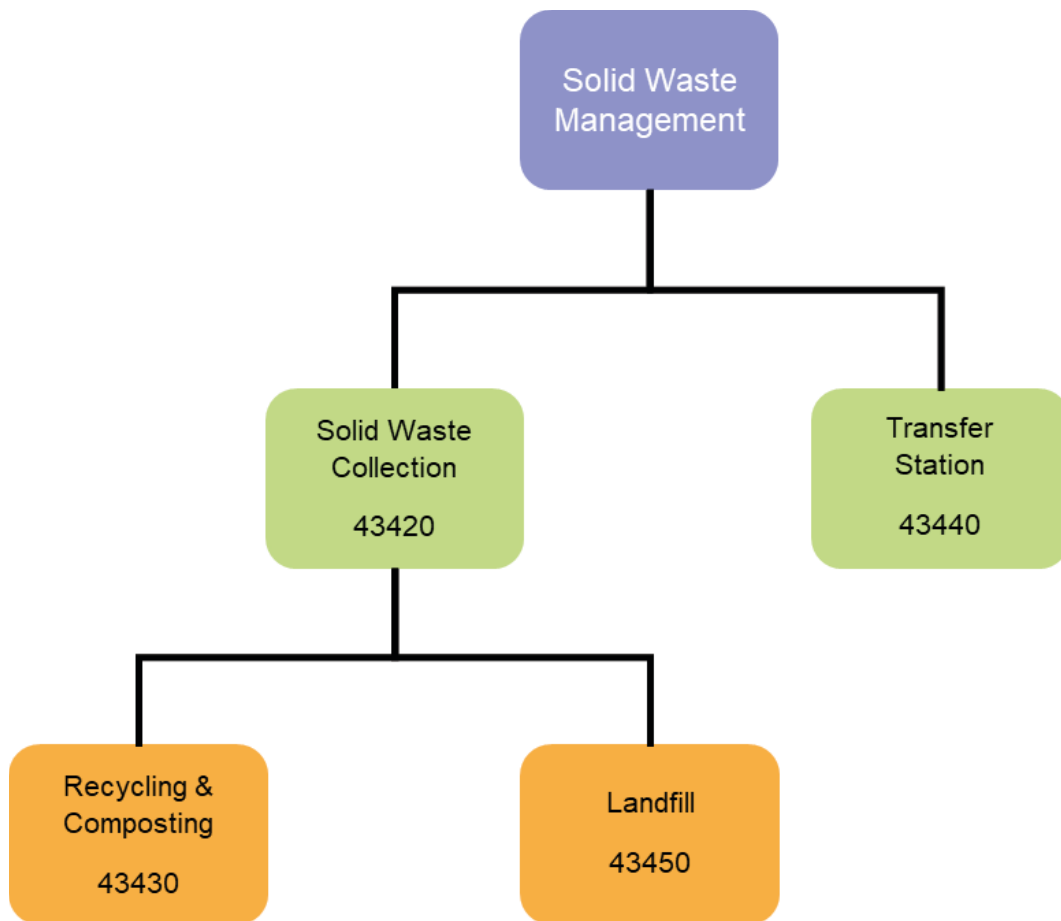 Solid Waste
Management
Solid Waste
Collection
43420
Transfer
Station
43440
Recycling &
Composting
43430
Landfill
43450